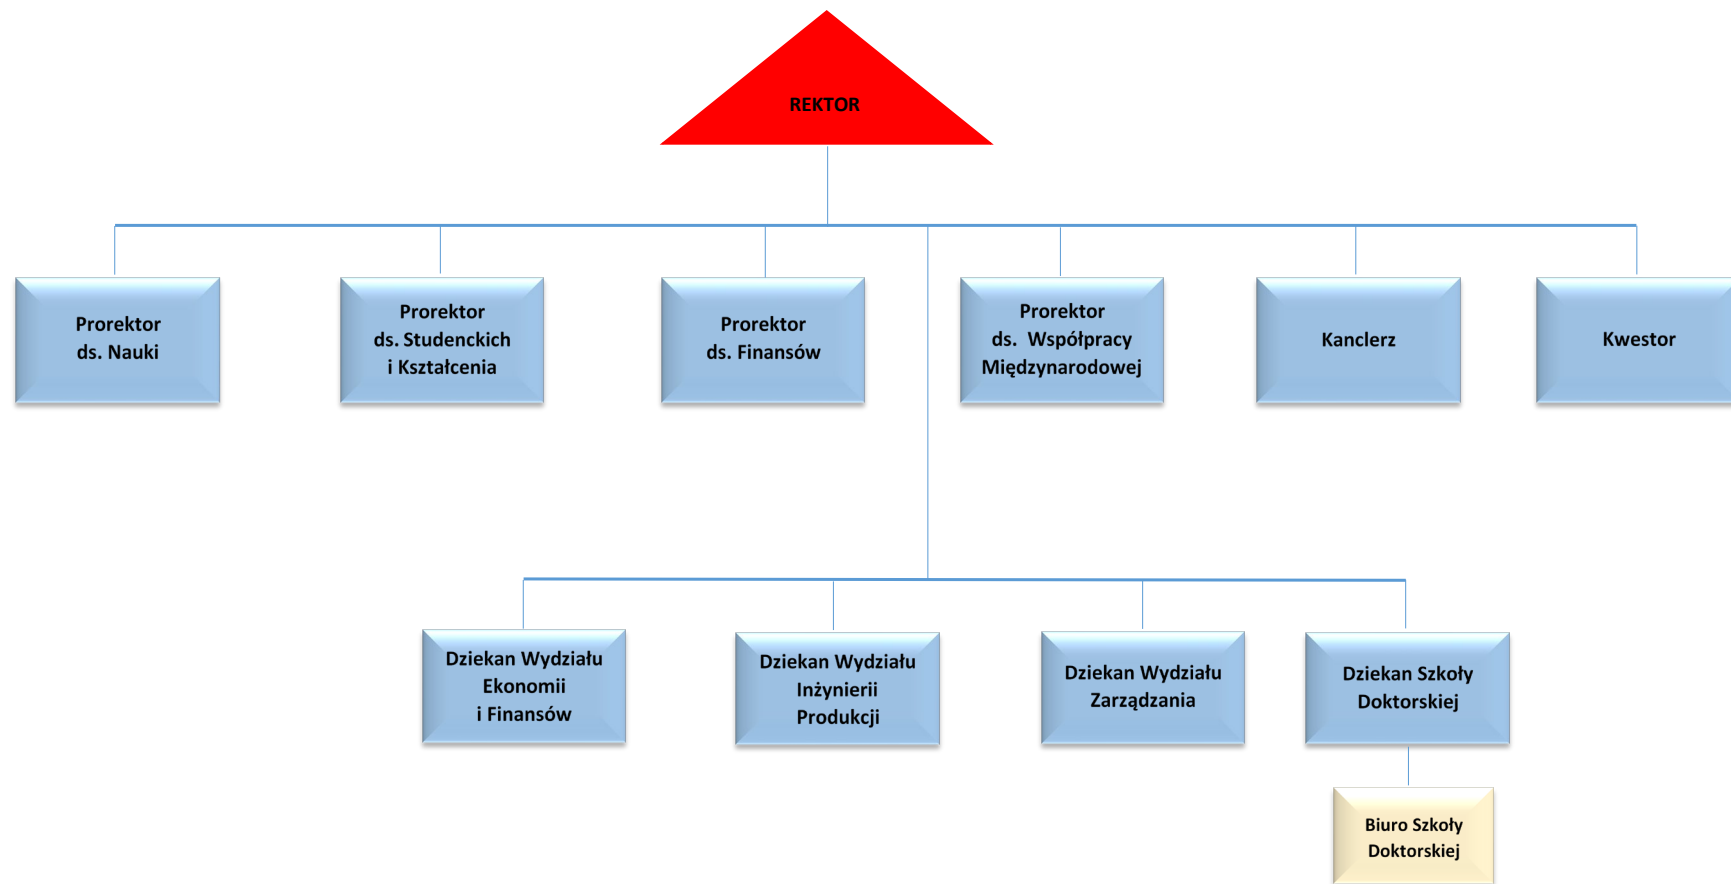 REKTOR
Prorektor
ds. Nauki
Prorektor
ds. Studenckich
i Kształcenia
Prorektor
ds. Finansów
Prorektor
ds. Współpracy
Międzynarodowej
Kanclerz
Kwestor
Dziekan Wydziału
Ekonomii
i Finansów
Dziekan Wydziału
Inżynierii
Produkcji
Dziekan Wydziału
Zarządzania
Dziekan Szkoły
Doktorskiej
Biuro Szkoły
Doktorskiej